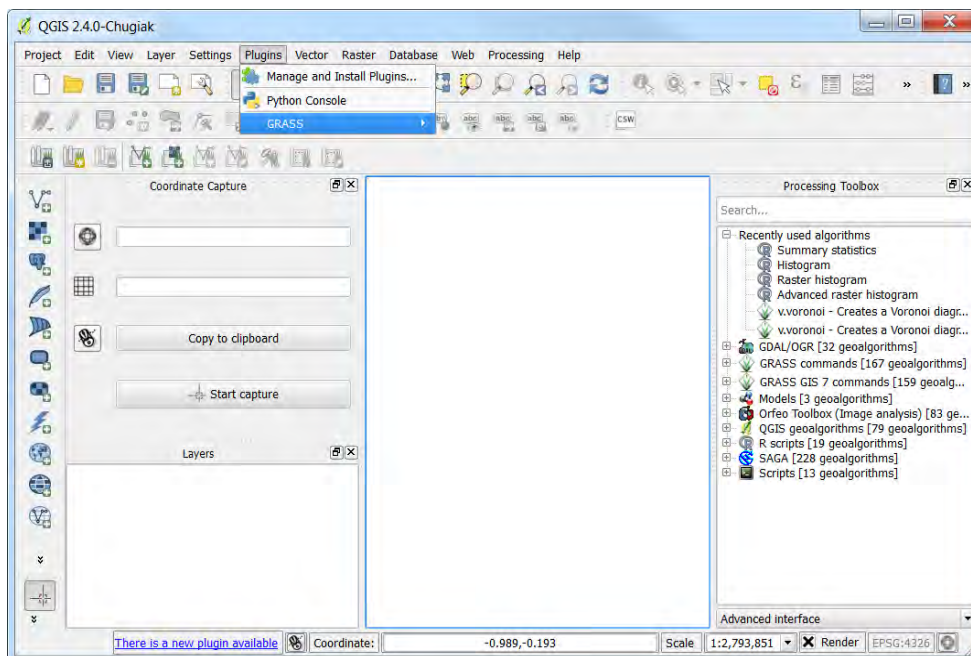 QGIS 2.4.0-Chugiak
Project Edit View Layer Settings Plugins Vector Raster Database Web Processing Help
Manage and Install Plugins...
Python Console
GRASS
abc abc abc abc CSW
Coordinate Capture
Copy to clipboard
Start capture
Layers
Processing Toolbox
Search...
Recently used algorithms
Summary statistics
Histogram
Raster histogram
Advanced raster histogram
v.voronoi - Creates a Voronoi diagr...
v.voronoi - Creates a Voronoi diagr...
GDAL/OGR [32 geoalgorithms]
GRASS commands [167 geoalgorithms]
GRASS GIS 7 commands [159 geoalg...
Models [3 geoalgorithms]
Orfeo Toolbox (Image analysis) [83 ge...
QGIS geoalgorithms [79 geoalgorithms]
R scripts [19 geoalgorithms]
SAGA [228 geoalgorithms]
Scripts [13 geoalgorithms]
Advanced interface
There is a new plugin available Coordinate: -0.989,-0.193 Scale 1:2,793,851 Render EPSG:4326